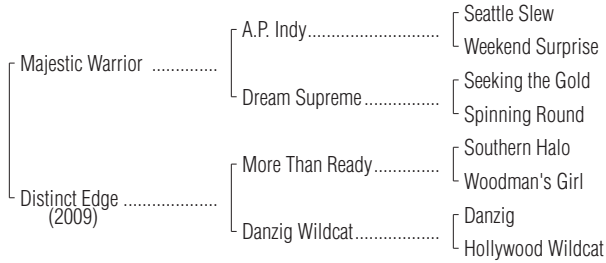 Seattle Slew
A.P. Indy
Weekend Surprise
Majestic Warrior
Seeking the Gold
Dream Supreme
Spinning Round
Southern Halo
More Than Ready
Woodman's Girl
Distinct Edge
(2009)
Danzig
Danzig Wildcat
Hollywood Wildcat